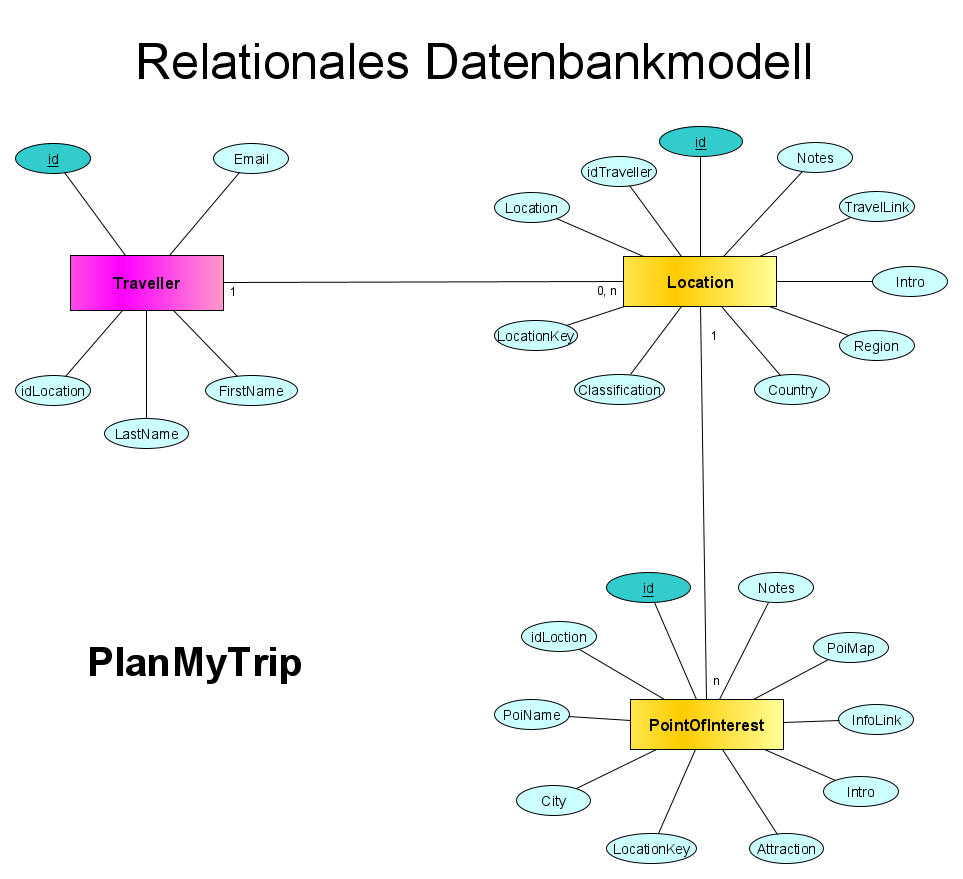 Relationales Datenbankmodell
id
Email
Traveller
1
idLocation
LastName
FirstName
id
Notes
idTraveller
TravelLink
Location
Intro
Location
0, n
LocationKey
Region
Classification
Country
1
id
Notes
idLoction
PoiMap
PlanMyTrip
n
PoiName
PointOfInterest
InfoLink
City
Intro
LocationKey
Attraction